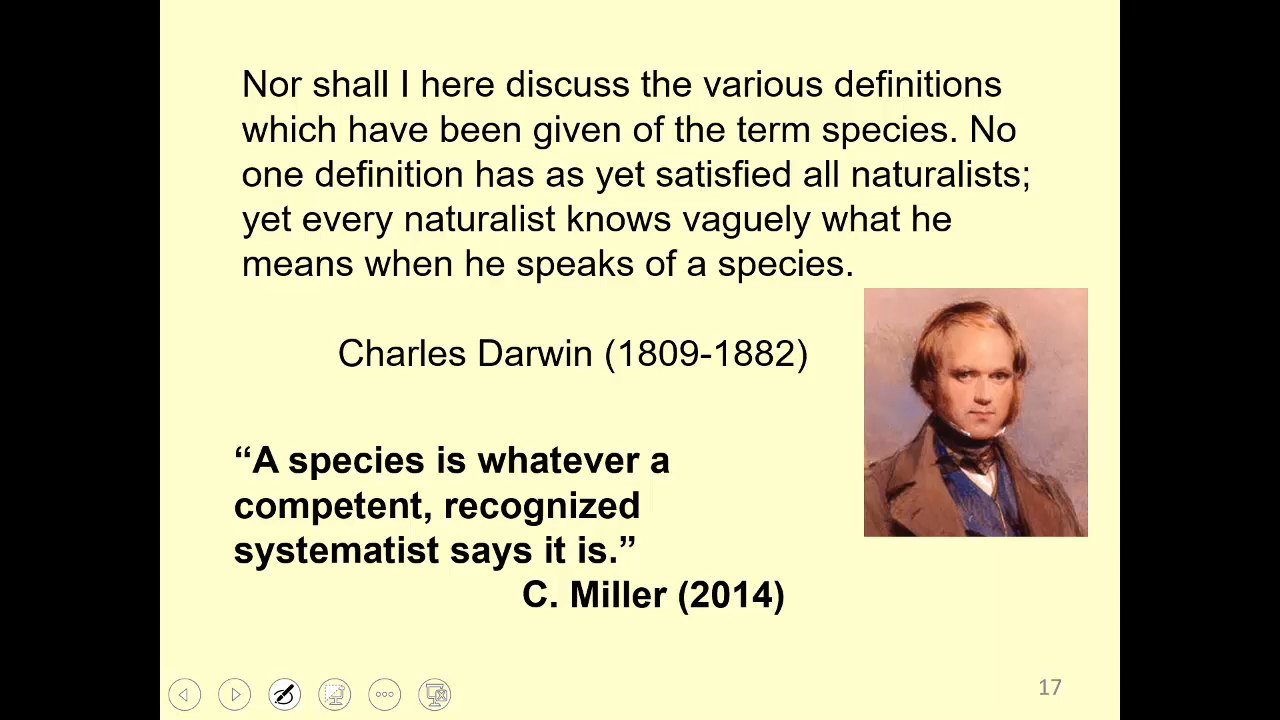 Nor shall I here discuss the various definitions
which have been given of the term species. No
one definition has as yet satisfied all naturalists;
yet every naturalist knows vaguely what he
means when he speaks of a species.
Charles Darwin (1809-1882)
“A species is whatever a
competent, recognized
systematist says it is.”
C. Miller (2014)
17